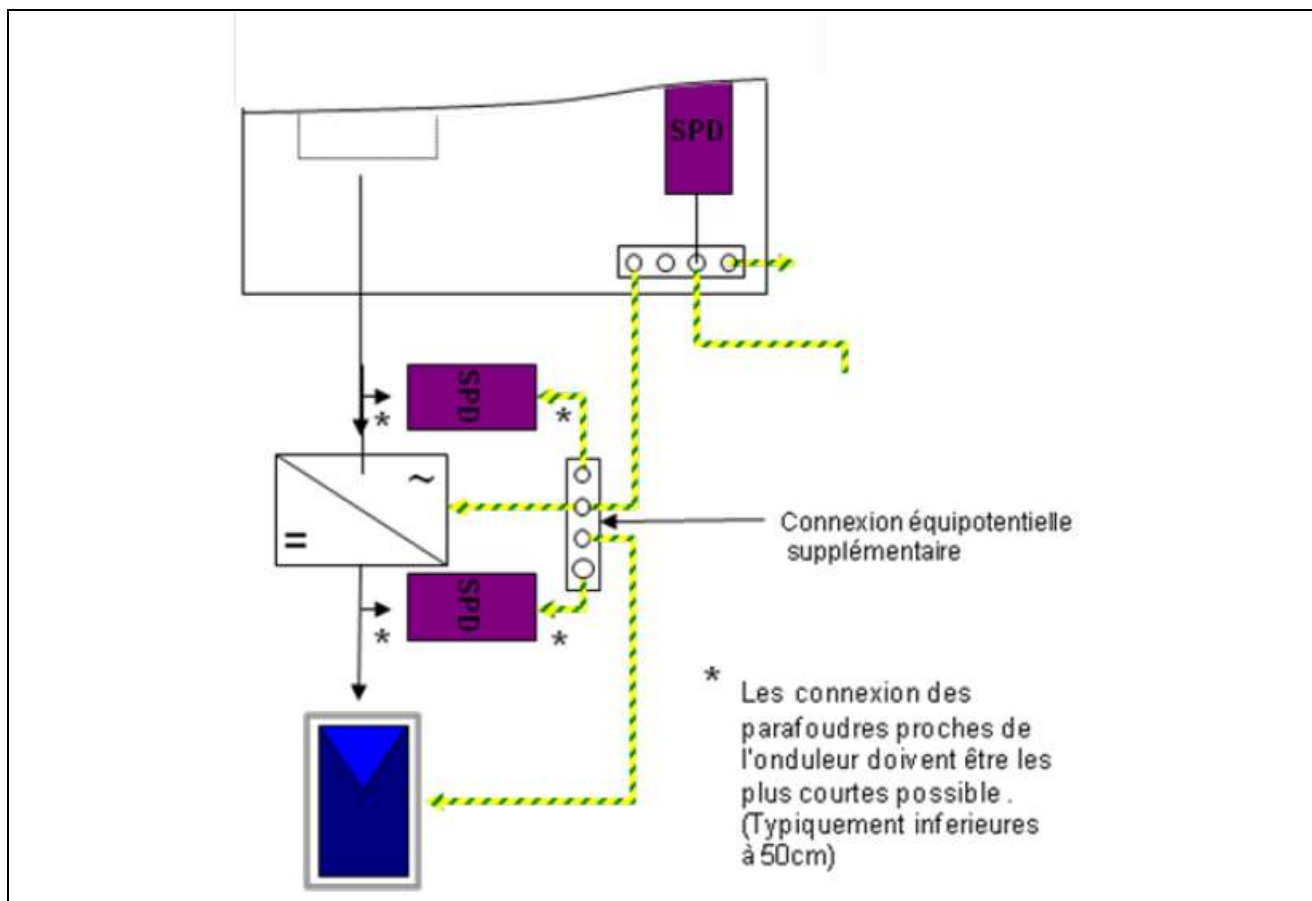 SPD
SPD
*
*
~
Connexion équipotentielle
supplémentaire
=
SPD
*
*
* Les connexion des
parafoudres proches de
l'onduleur doivent être les
plus courtes possible .
(Typiquement inferieures
à 50cm)